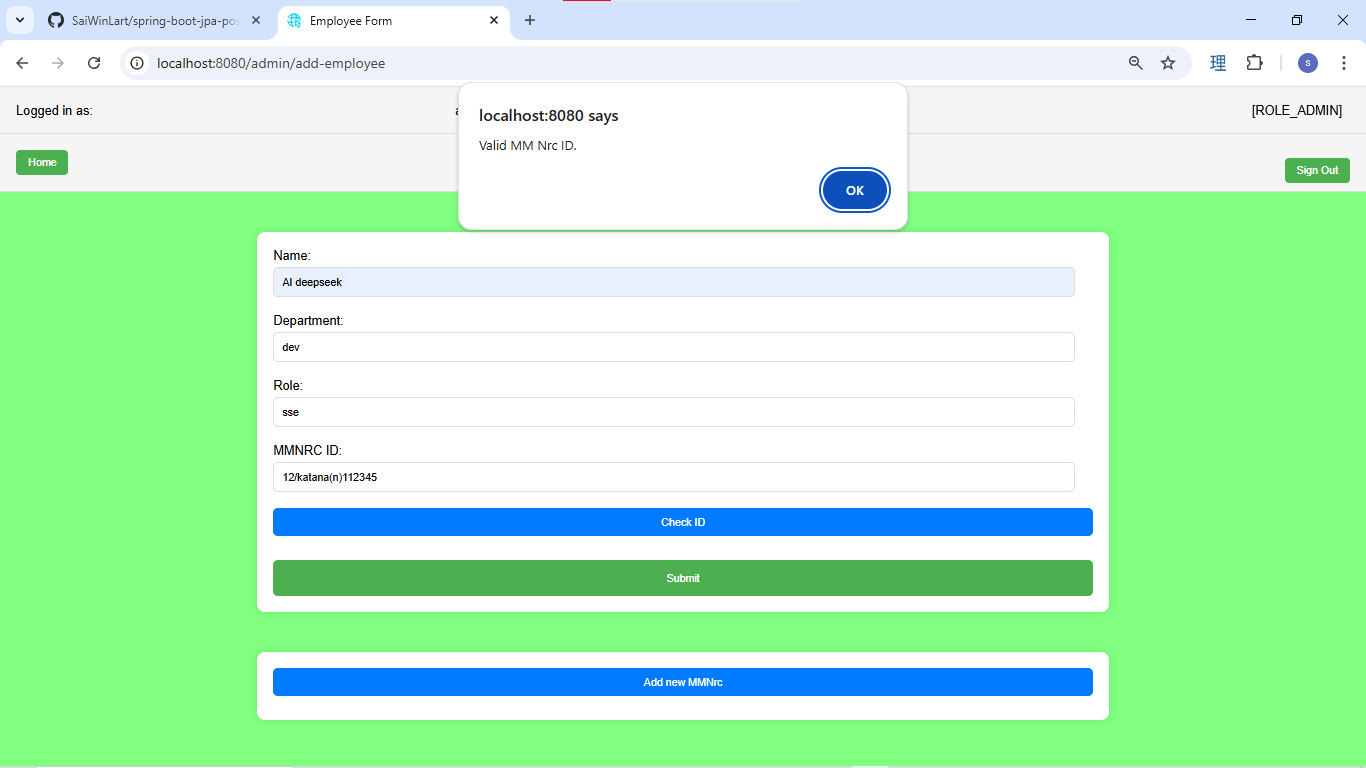 SaiWinLart/spring-boot-jpa-pos
Employee Form
localhost:8080/admin/add-employee
理
S
Logged in as:
[ROLE_ADMIN]
localhost:8080 says
Valid MM Nrc ID.
OK
Home
Sign Out
Name:
AI deepseek
Department:
dev
Role:
sse
MMNRC ID:
12/katana(n)112345
Check ID
Submit
Add new MMNrc